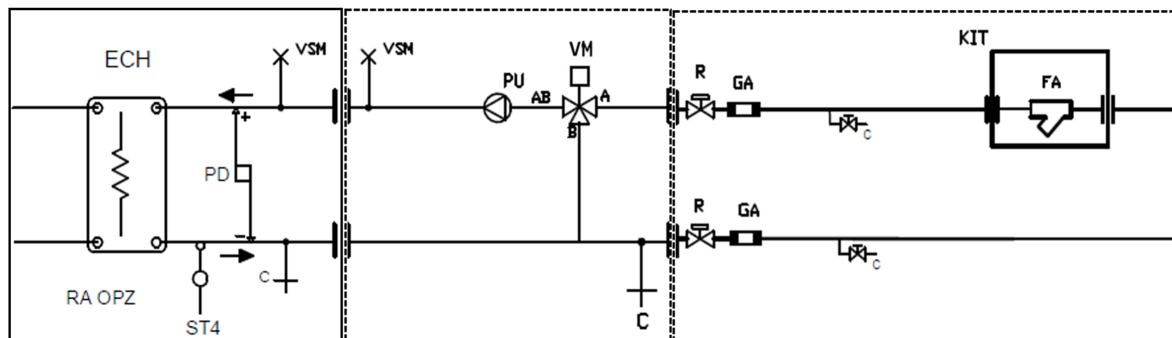 ECH
VSM
VSM
PU
AB
VM
A
B
R
GA
C
KIT
FA
+
PD
-
R
GA
C
C
C
RA OPZ
ST4